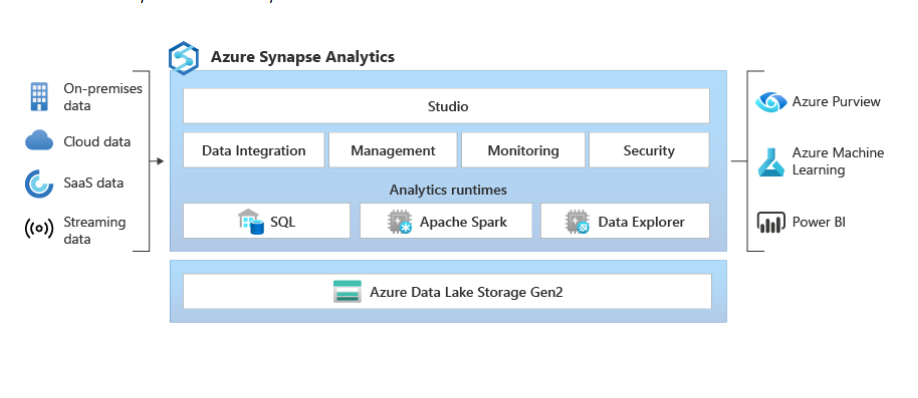 Azure Synapse Analytics
On-premises
data
Cloud data
SaaS data
Streaming
data
Studio
Data Integration
Management
Monitoring
Security
Analytics runtimes
SQL
Apache Spark
Data Explorer
Azure Data Lake Storage Gen2
Azure Purview
Azure Machine
Learning
Power BI